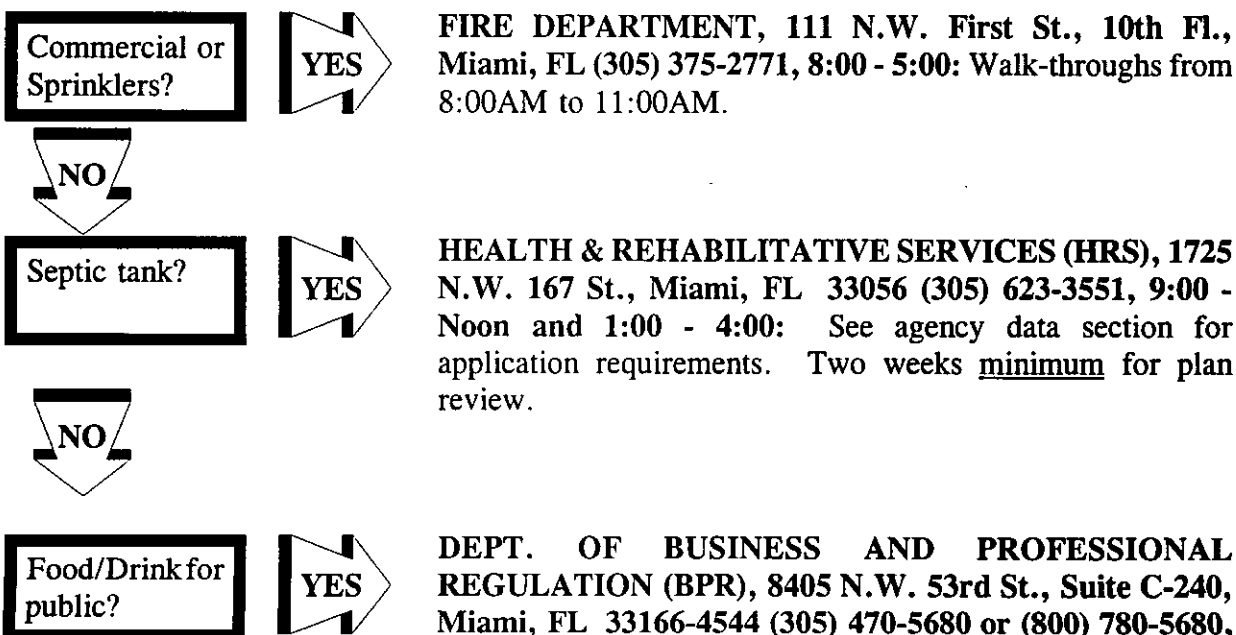 Commercial or
Sprinklers?
YES
FIRE DEPARTMENT, 111 N.W. First St., 10th Fl.,
Miami, FL (305) 375-2771, 8:00 - 5:00: Walk-throughs from
8:00AM to 11:00AM.
NO
Septic tank?
YES
HEALTH & REHABILITATIVE SERVICES (HRS), 1725
N.W. 167 St., Miami, FL 33056 (305) 623-3551, 9:00 -
Noon and 1:00 - 4:00: See agency data section for
application requirements. Two weeks minimum for plan
review.
NO
Food/Drink for
public?
YES
DEPT. OF BUSINESS AND PROFESSIONAL
REGULATION (BPR), 8405 N.W. 53rd St., Suite C-240,
Miami, FL 33166-4544 (305) 470-5680 or (800) 780-5680,